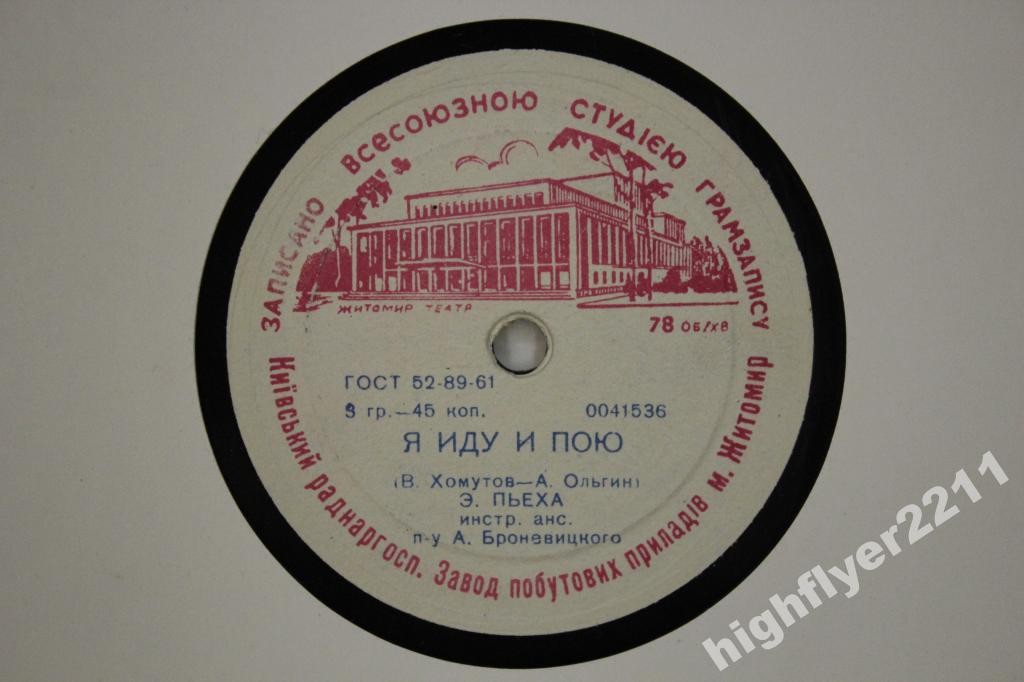 ЗАПИСАНО ВСЕСОЮЗНОЮ СТУДІЄЮ ГРАМЗАПИСУ
ЖИТОМИР ТЕАТР
78 ОБ/ХВ
ГОСТ 52-89-61
3 гр.—45 коп. 0041536
Я ИДУ И ПОЮ
(В. Хомутов—А. Ольгин)
Э. ПЬЕХА
инстр. анс.
п-у А. Броневицкого
Київський раднаргосп. Завод побутових приладів м. Житомир
highflyer2211